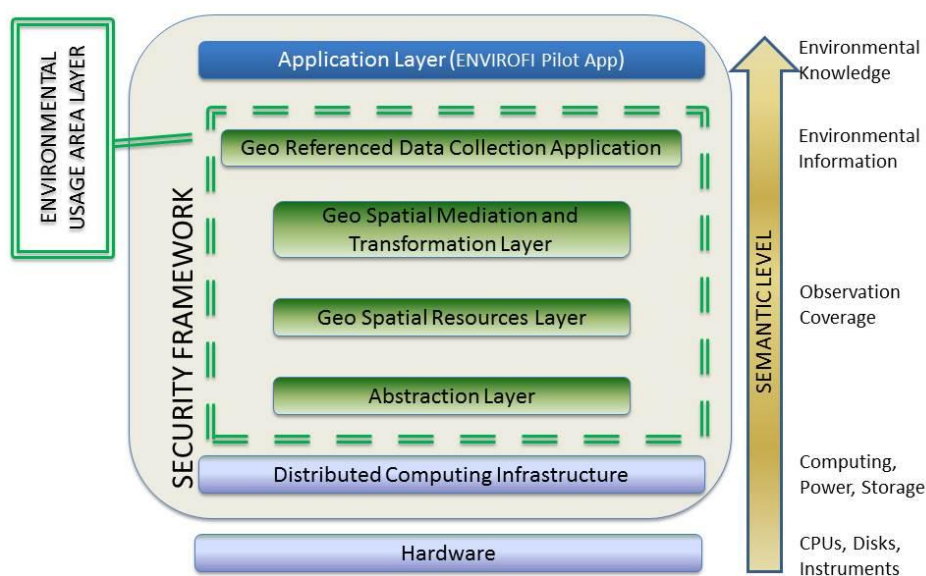 ENVIRONMENTAL
USAGE AREA LAYER
SECURITY FRAMEWORK
Application Layer (ENVIROFI Pilot App)
Geo Referenced Data Collection Application
Geo Spatial Mediation and
Transformation Layer
Geo Spatial Resources Layer
Abstraction Layer
Distributed Computing Infrastructure
Hardware
SEMANTIC LEVEL
Environmental
Knowledge
Environmental
Information
Observation
Coverage
Computing,
Power, Storage
CPUs, Disks,
Instruments